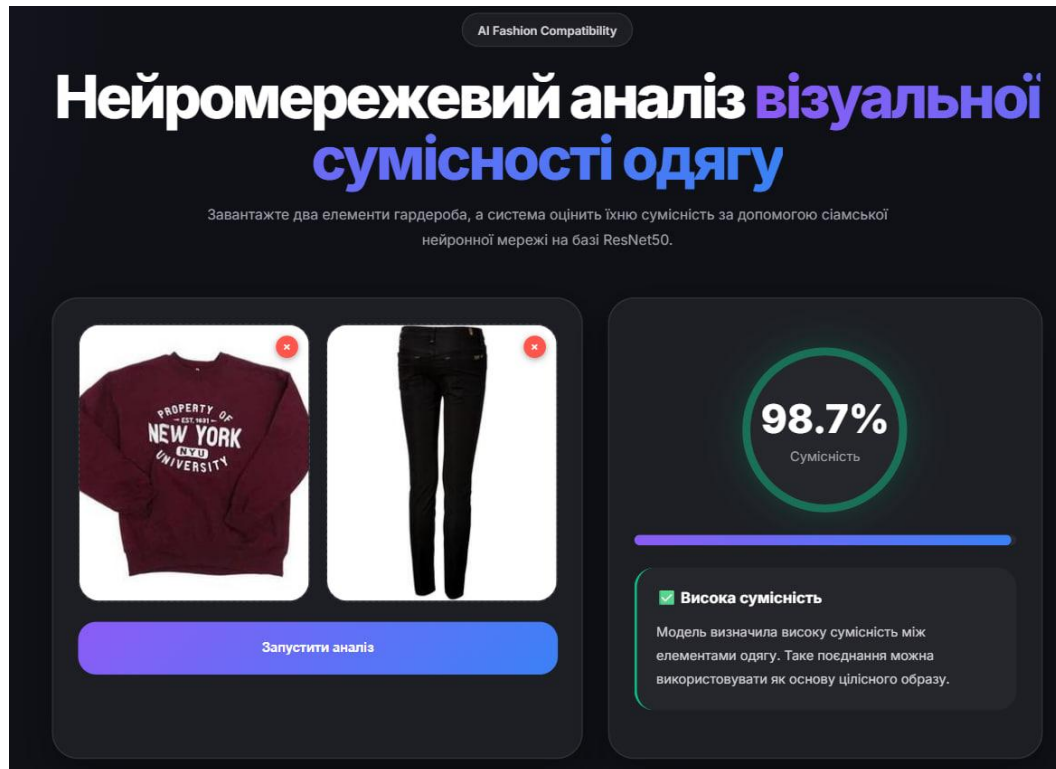 AI Fashion Compatibility
Нейромережевий аналіз візуальної
сумісності одягу
Завантажте два елементи гардероба, а система оцінить їхню сумісність за допомогою сіамської
нейронної мережі на базі ResNet50.
PROPERTY OF
EST. 1831
NEW YORK
NYU
UNIVERSITY
Запустити аналіз
98.7%
Сумісність
✅ Висока сумісність
Модель визначила високу сумісність між
елементами одягу. Таке поєднання можна
використовувати як основу цілісного образу.